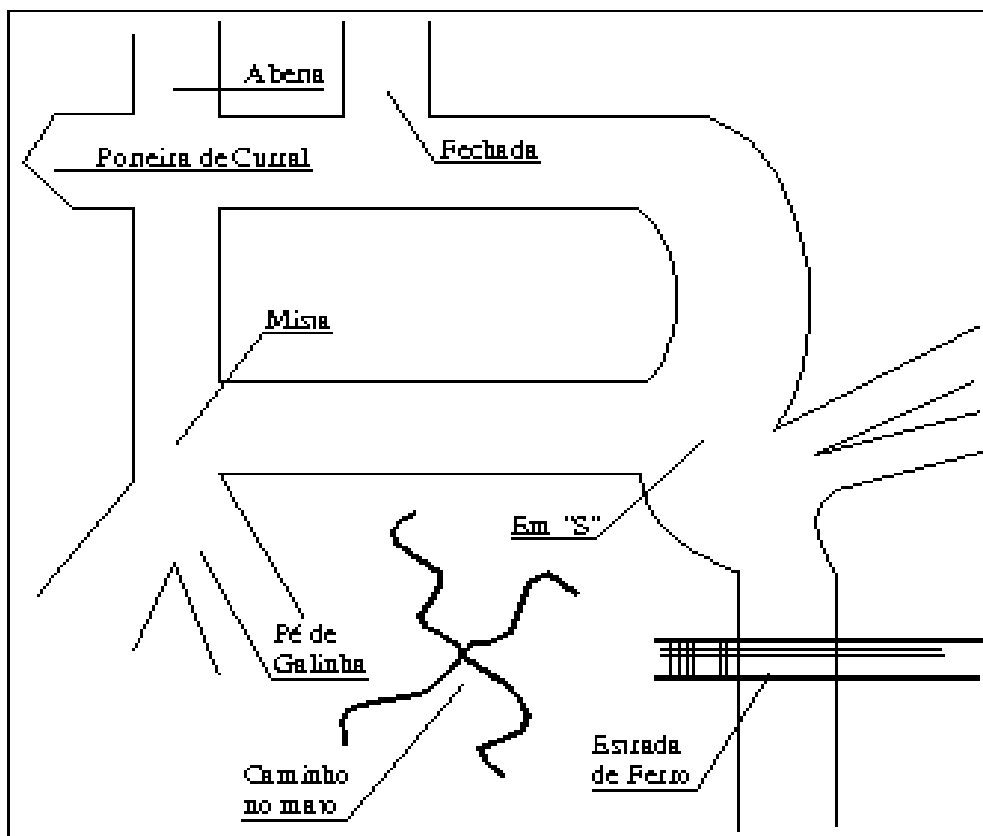 Aberta
Porteira de Curral
Fechada
Mista
Em "S"
Pé de
Galinha
Caminho
no mato
Estrada
de Ferro